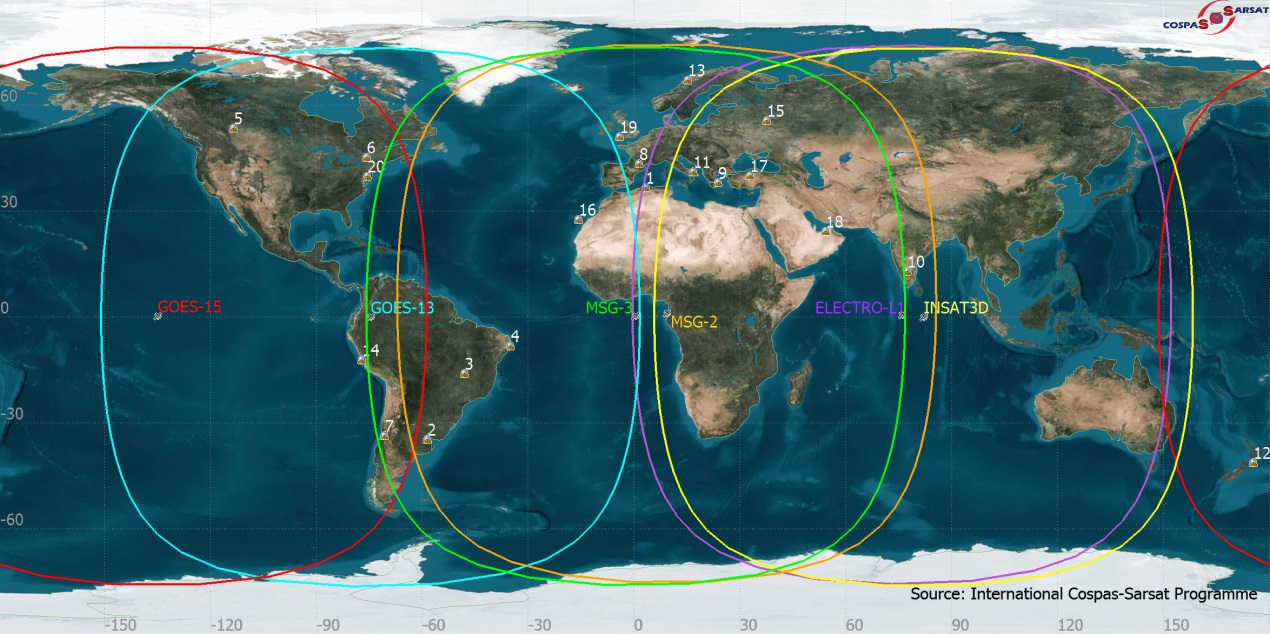 COSPAS SARSAT
13
60
15
5
19
6
8
20
11
17
1
9
30
16
18
10
0
GOES-15
GOES-13
MSG-3
ELECTRO-L1
INSAT3D
MSG-2
4
14
3
-30
7
2
12
-60
Source: International Cospas-Sarsat Programme
-150 -120 -90 -60 -30 0 30 60 90 120 150